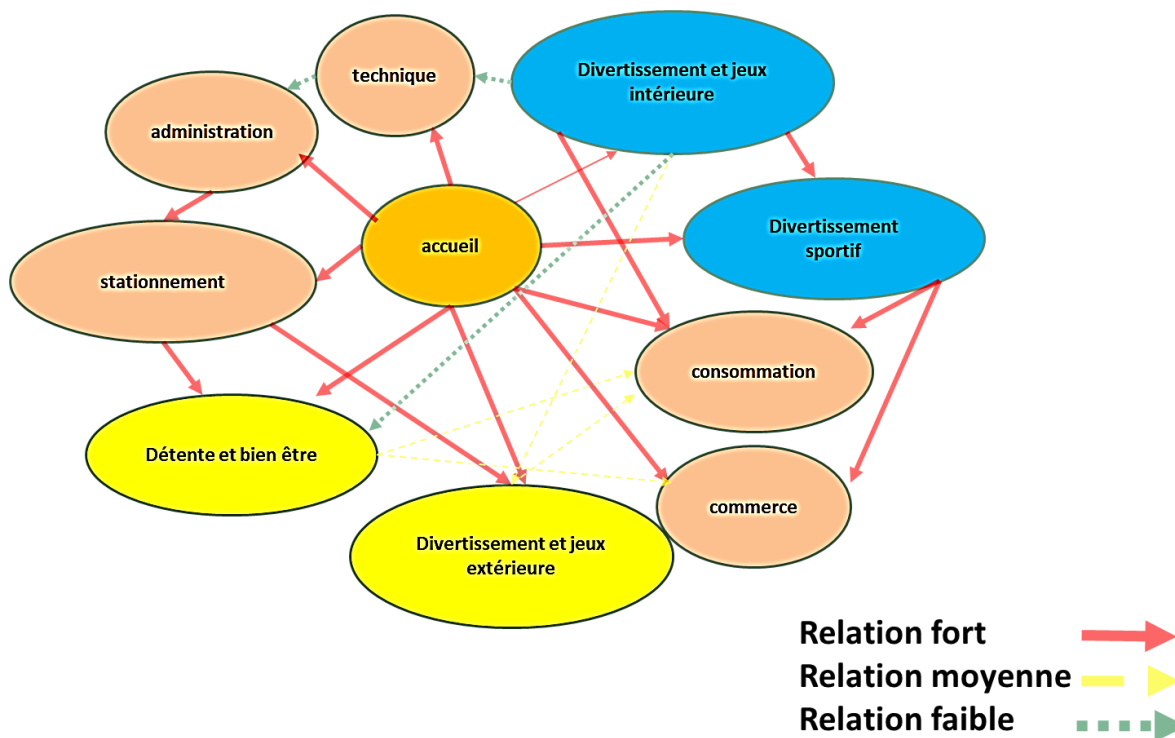 technique
Divertissement et jeux
intérieure
administration
Divertissement
sportif
accueil
stationnement
consommation
Détente et bien être
commerce
Divertissement et jeux
extérieure
Relation fort
Relation moyenne
Relation faible